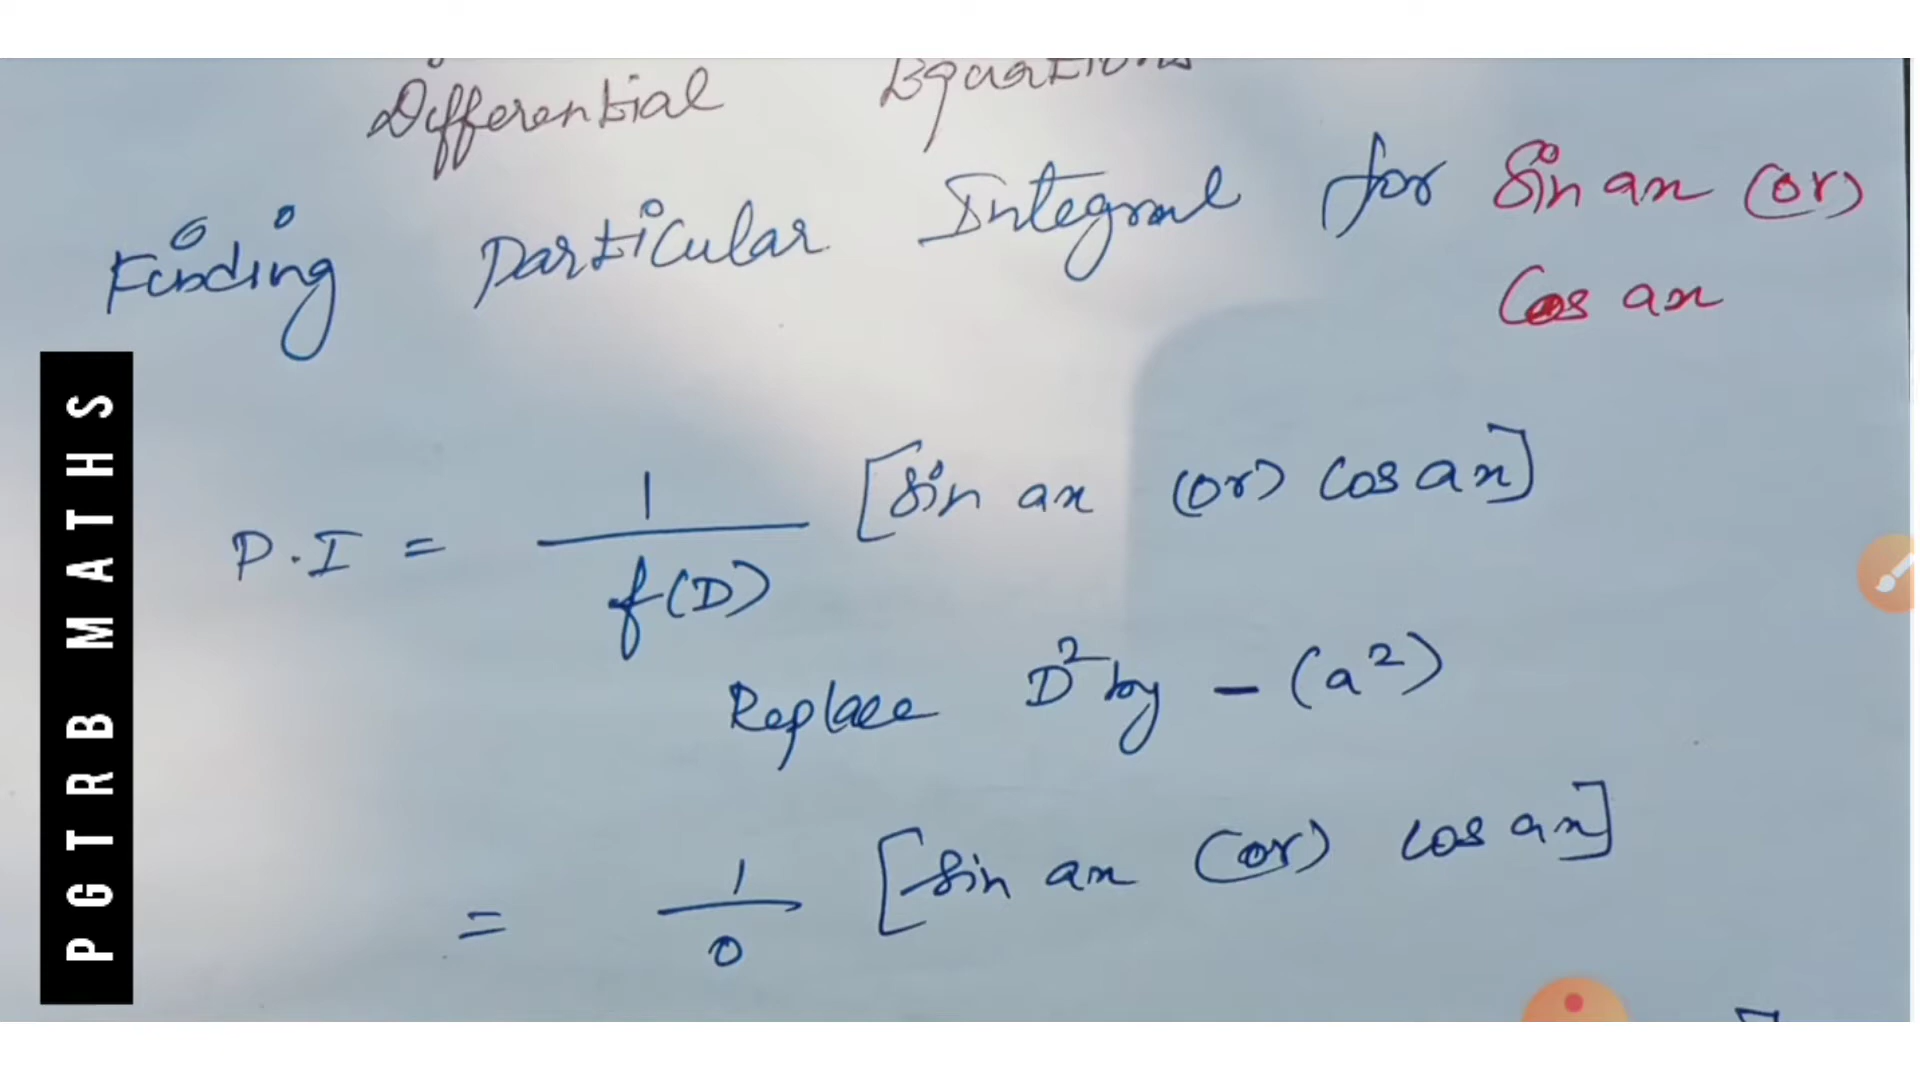 Differential Equations
Finding Particular Integral for Sin ax (or)
Cos ax
P.I = 1/f(D) [Sin ax (or) Cos ax]
Replace D² by - (a²)
= 1/0 [Sin ax (or) cos ax]
PGTRB MATHS